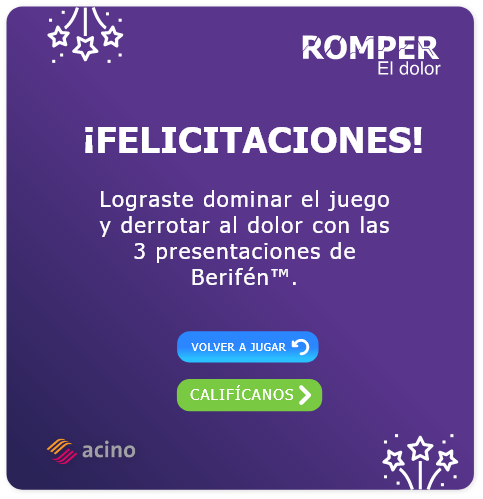 ROMPER
El dolor
¡FELICITACIONES!
Lograste dominar el juego
y derrotar al dolor con las
3 presentaciones de
Berifén™.
VOLVER A JUGAR
CALIFÍCANOS
acino